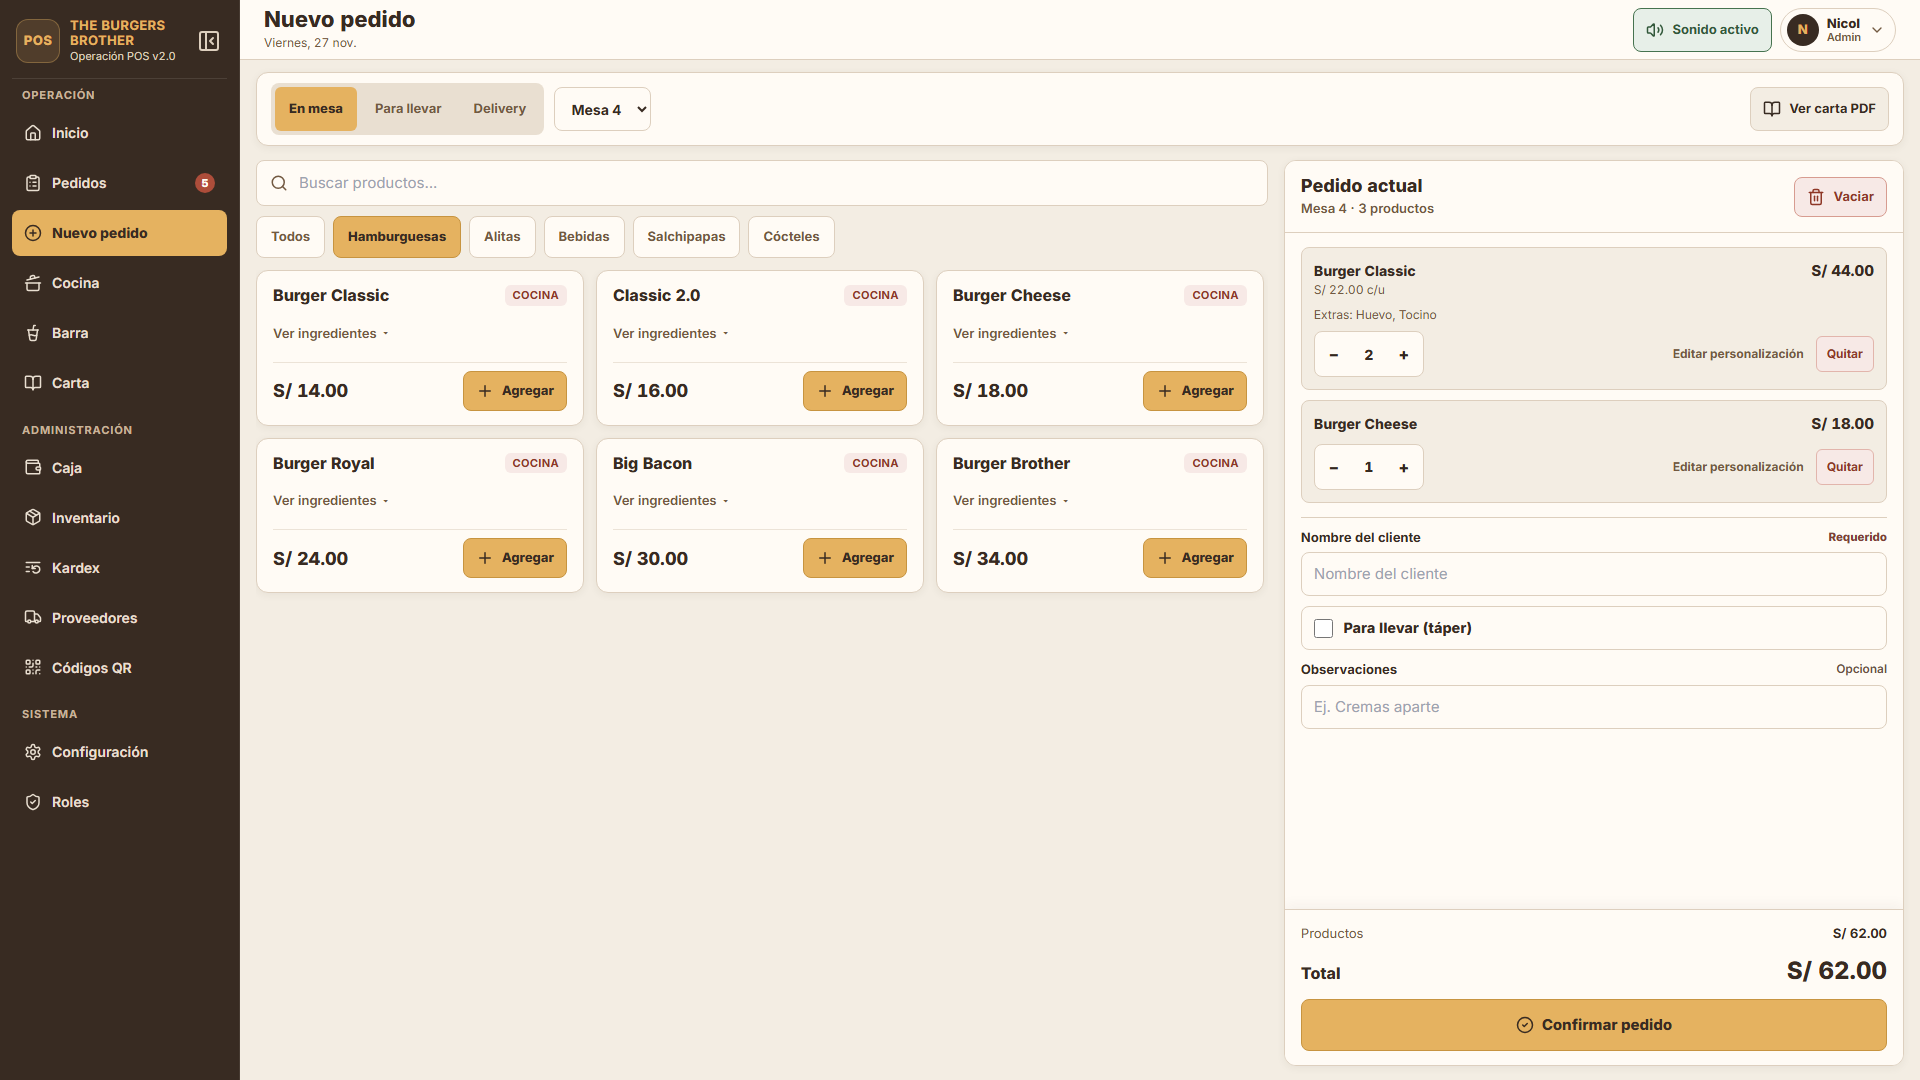 POS
THE BURGERS BROTHER
Operación POS v2.0
OPERACIÓN
Inicio
Pedidos
5
Nuevo pedido
Cocina
Barra
Carta
ADMINISTRACIÓN
Caja
Inventario
Kardex
Proveedores
Códigos QR
SISTEMA
Configuración
Roles
Nuevo pedido
Viernes, 27 nov.
Sonido activo
N
Nicol
Admin
En mesa
Para llevar
Delivery
Mesa 4
Ver carta PDF
Buscar productos...
Todos
Hamburguesas
Alitas
Bebidas
Salchipapas
Cócteles
Burger Classic
COCINA
Ver ingredientes
S/ 14.00
Agregar
Classic 2.0
COCINA
Ver ingredientes
S/ 16.00
Agregar
Burger Cheese
COCINA
Ver ingredientes
S/ 18.00
Agregar
Burger Royal
COCINA
Ver ingredientes
S/ 24.00
Agregar
Big Bacon
COCINA
Ver ingredientes
S/ 30.00
Agregar
Burger Brother
COCINA
Ver ingredientes
S/ 34.00
Agregar
Pedido actual
Mesa 4 · 3 productos
Vaciar
Burger Classic
S/ 44.00
S/ 22.00 c/u
Extras: Huevo, Tocino
− 2 +
Editar personalización
Quitar
Burger Cheese
S/ 18.00
− 1 +
Editar personalización
Quitar
Nombre del cliente
Requerido
Nombre del cliente
Para llevar (táper)
Observaciones
Opcional
Ej. Cremas aparte
Productos
S/ 62.00
Total
S/ 62.00
Confirmar pedido